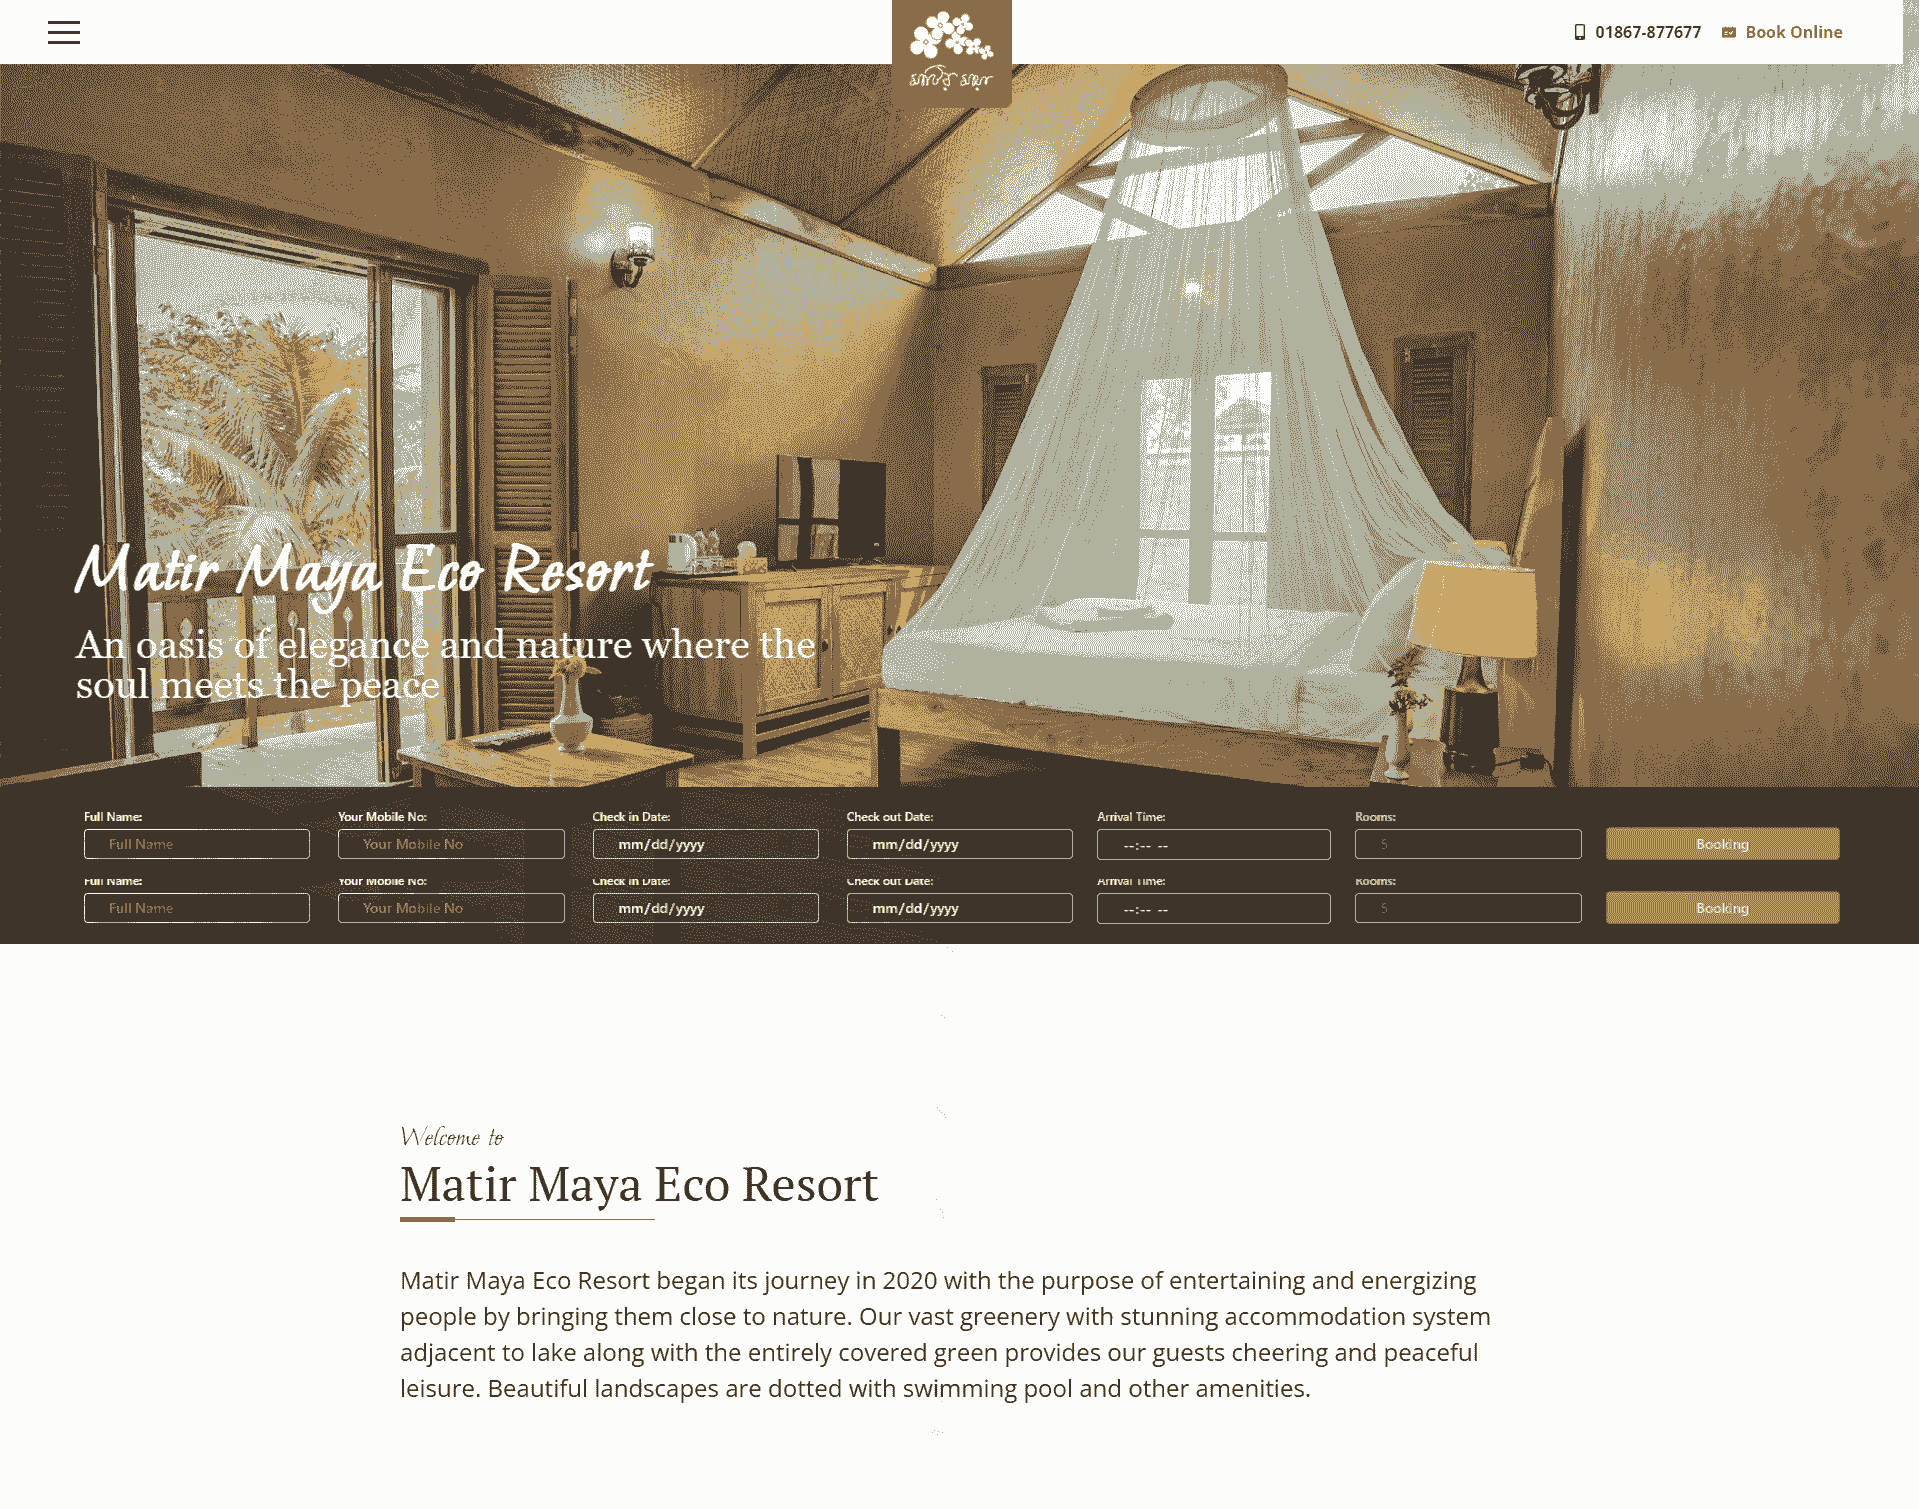 01867-877677 Book Online
মাটির মায়া
Matir Maya Eco Resort
An oasis of elegance and nature where the
soul meets the peace
Full Name: Your Mobile No: Check in Date: Check out Date: Arrival Time: Rooms:
Full Name Your Mobile No mm/dd/yyyy mm/dd/yyyy --:-- -- 5 Booking
Full Name: Your Mobile No: Check in Date: Check out Date: Arrival Time: Rooms:
Full Name Your Mobile No mm/dd/yyyy mm/dd/yyyy --:-- -- 5 Booking
Welcome to
Matir Maya Eco Resort
Matir Maya Eco Resort began its journey in 2020 with the purpose of entertaining and energizing
people by bringing them close to nature. Our vast greenery with stunning accommodation system
adjacent to lake along with the entirely covered green provides our guests cheering and peaceful
leisure. Beautiful landscapes are dotted with swimming pool and other amenities.